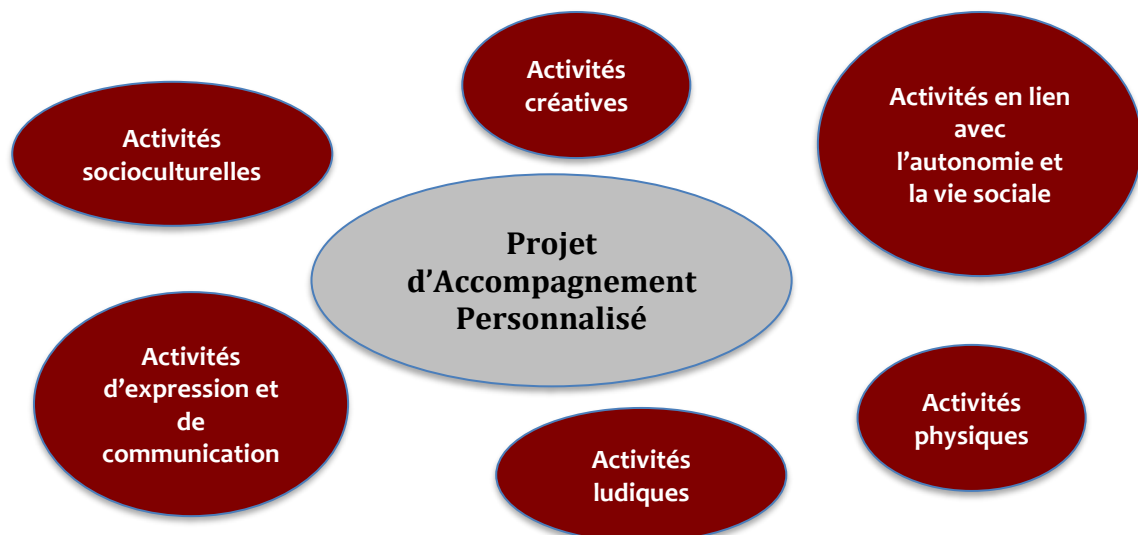 Activités
créatives
Activités en lien
avec
l’autonomie et
la vie sociale
Activités
socioculturelles
Projet
d’Accompagnement
Personnalisé
Activités
d’expression et
de
communication
Activités
physiques
Activités
ludiques